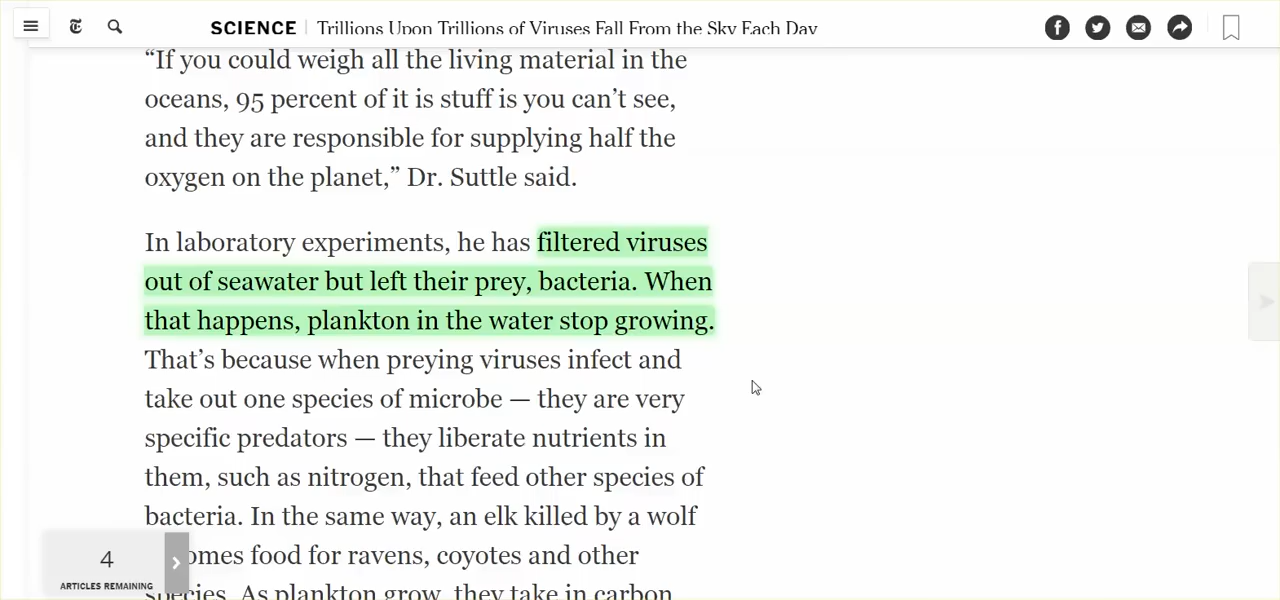 SCIENCE | Trillions Upon Trillions of Viruses Fall From the Sky Each Day
“If you could weigh all the living material in the
oceans, 95 percent of it is stuff is you can’t see,
and they are responsible for supplying half the
oxygen on the planet,” Dr. Suttle said.
In laboratory experiments, he has filtered viruses
out of seawater but left their prey, bacteria. When
that happens, plankton in the water stop growing.
That’s because when preying viruses infect and
take out one species of microbe — they are very
specific predators — they liberate nutrients in
them, such as nitrogen, that feed other species of
bacteria. In the same way, an elk killed by a wolf
omes food for ravens, coyotes and other
species. As plankton grow, they take in carbon
4
ARTICLES REMAINING